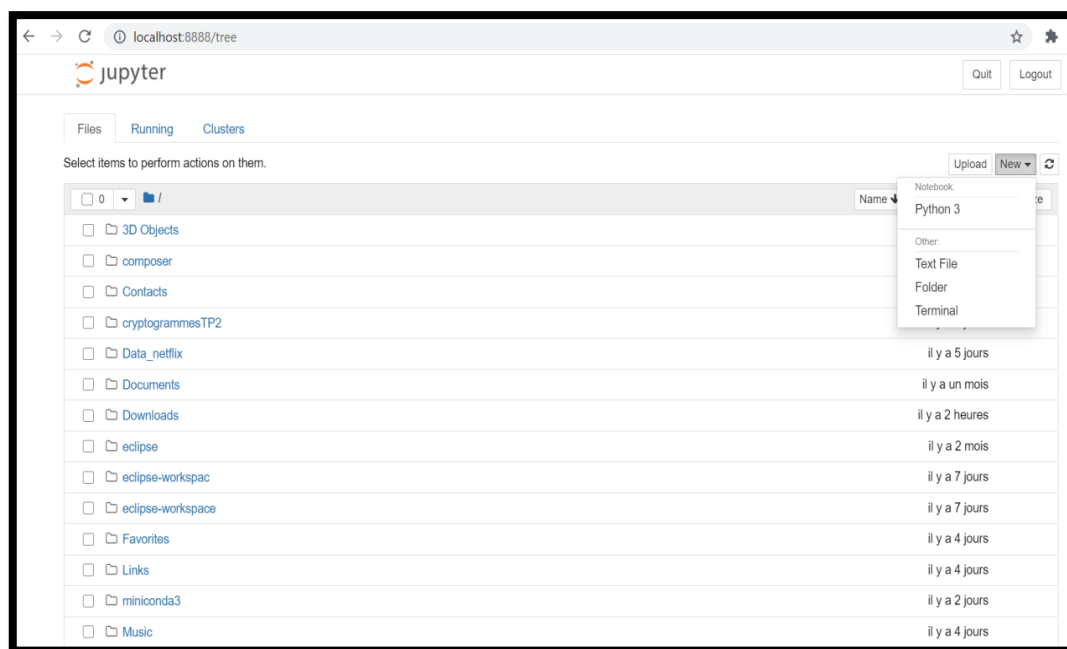 localhost:8888/tree
jupyter
Quit Logout
Files Running Clusters
Select items to perform actions on them.
Upload New
0 / Name
Notebook:
Python 3
Other:
Text File
Folder
Terminal
3D Objects
composer
Contacts
cryptogrammesTP2
Data_netflix il y a 5 jours
Documents il y a un mois
Downloads il y a 2 heures
eclipse il y a 2 mois
eclipse-workspac il y a 7 jours
eclipse-workspace il y a 7 jours
Favorites il y a 4 jours
Links il y a 4 jours
miniconda3 il y a 2 jours
Music il y a 4 jours